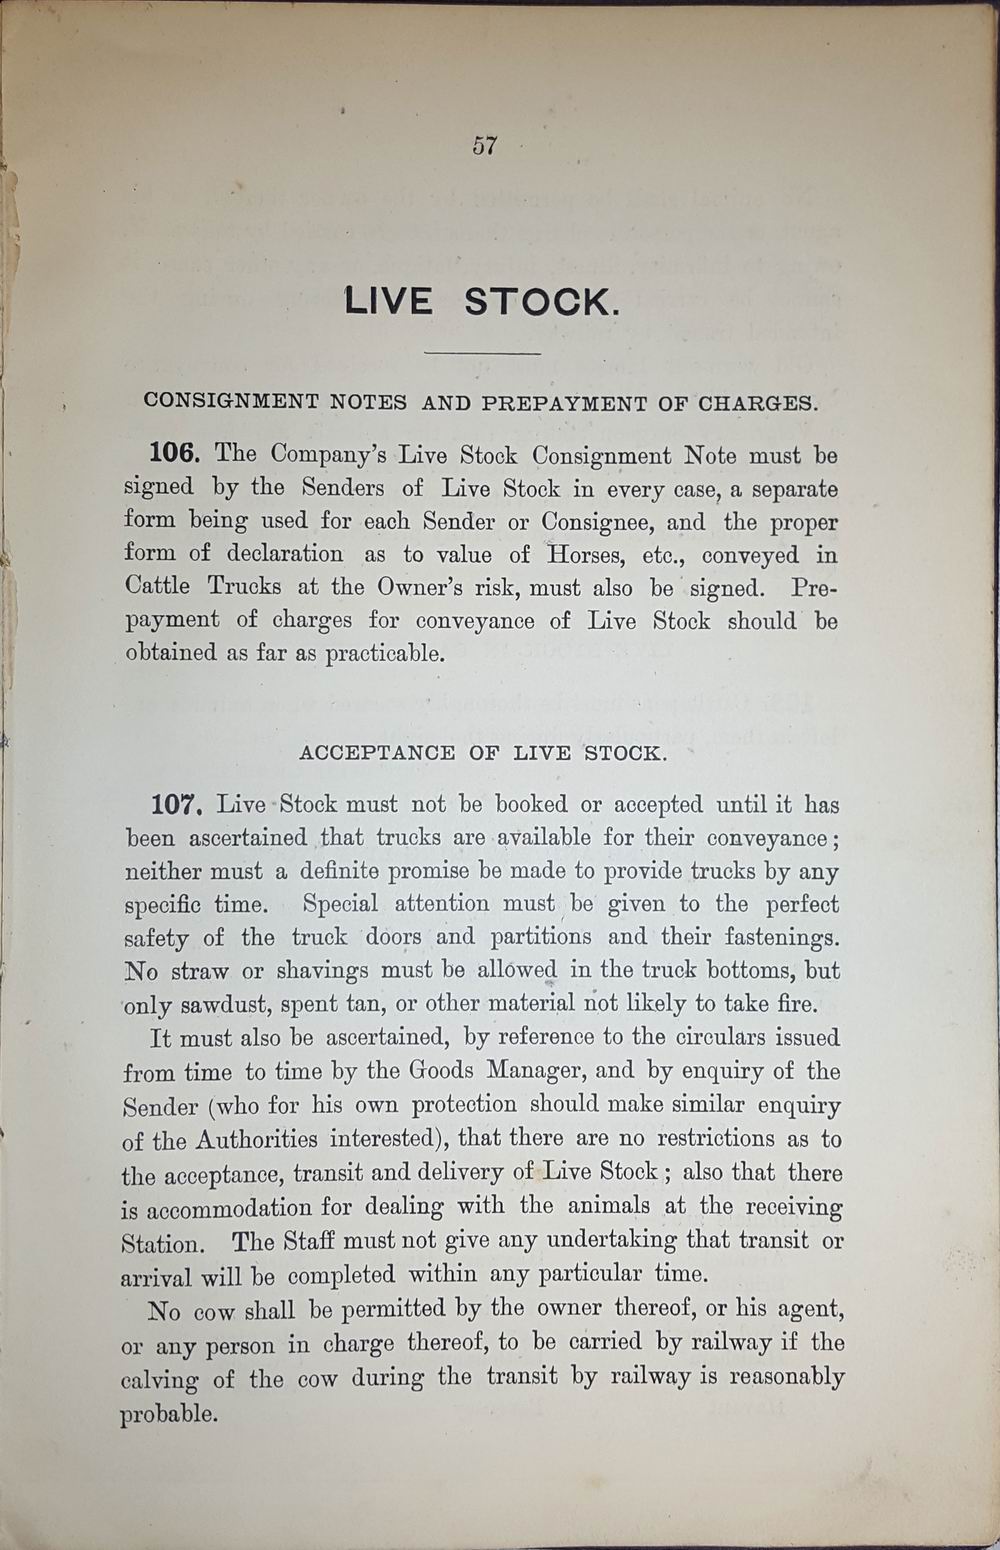 57
LIVE STOCK.
CONSIGNMENT NOTES AND PREPAYMENT OF CHARGES.
106. The Company's Live Stock Consignment Note must be
signed by the Senders of Live Stock in every case, a separate
form being used for each Sender or Consignee, and the proper
form of declaration as to value of Horses, etc., conveyed in
Cattle Trucks at the Owner's risk, must also be signed. Pre-
payment of charges for conveyance of Live Stock should be
obtained as far as practicable.
ACCEPTANCE OF LIVE STOCK.
107. Live Stock must not be booked or accepted until it has
been ascertained that trucks are available for their conveyance;
neither must a definite promise be made to provide trucks by any
specific time. Special attention must be given to the perfect
safety of the truck doors and partitions and their fastenings.
No straw or shavings must be allowed in the truck bottoms, but
only sawdust, spent tan, or other material not likely to take fire.
It must also be ascertained, by reference to the circulars issued
from time to time by the Goods Manager, and by enquiry of the
Sender (who for his own protection should make similar enquiry
of the Authorities interested), that there are no restrictions as to
the acceptance, transit and delivery of Live Stock; also that there
is accommodation for dealing with the animals at the receiving
Station. The Staff must not give any undertaking that transit or
arrival will be completed within any particular time.
No cow shall be permitted by the owner thereof, or his agent,
or any person in charge thereof, to be carried by railway if the
calving of the cow during the transit by railway is reasonably
probable.